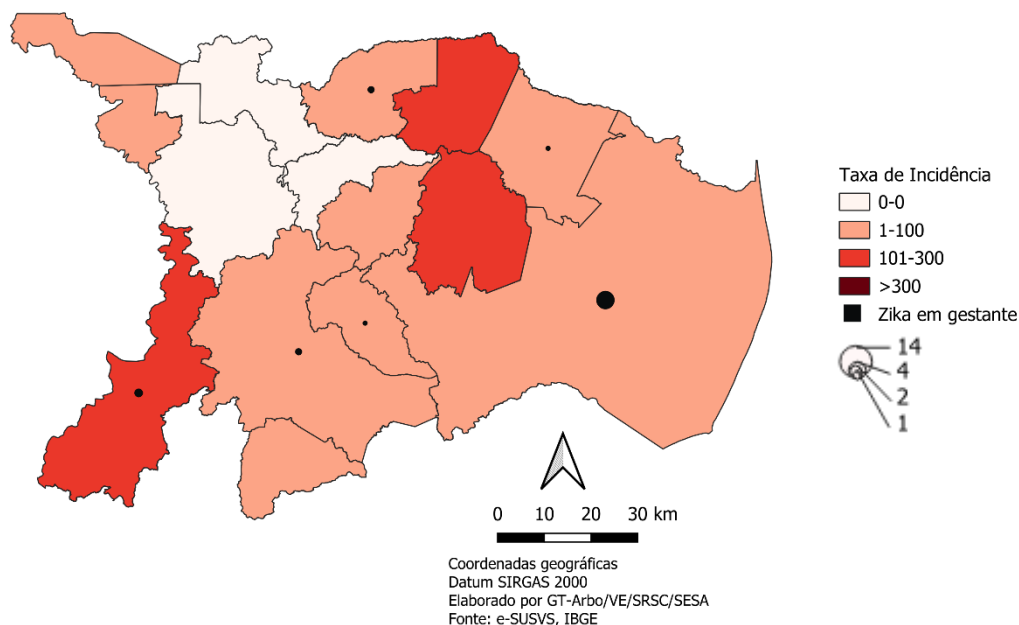 Taxa de Incidência
0-0
1-100
101-300
>300
Zika em gestante
14
4
2
1
0 10 20 30 km
Coordenadas geográficas
Datum SIRGAS 2000
Elaborado por GT-Arbo/VE/SRSC/SESA
Fonte: e-SUSVS, IBGE